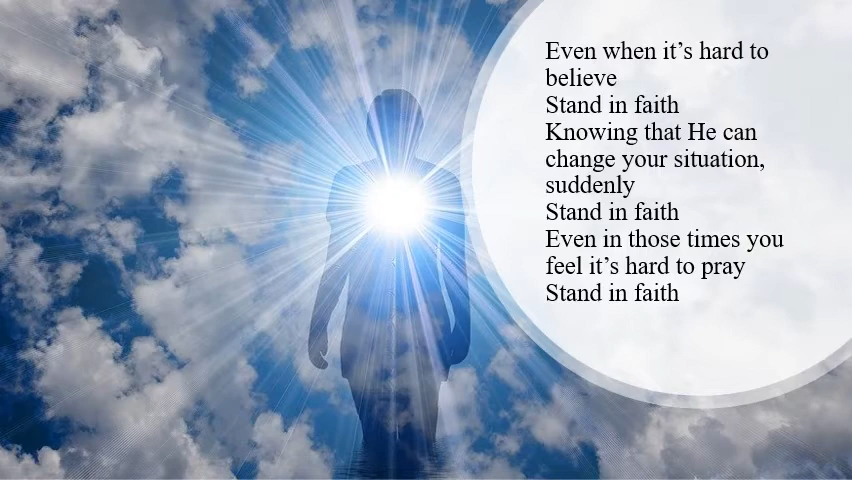 Even when it’s hard to
believe
Stand in faith
Knowing that He can
change your situation,
suddenly
Stand in faith
Even in those times you
feel it’s hard to pray
Stand in faith